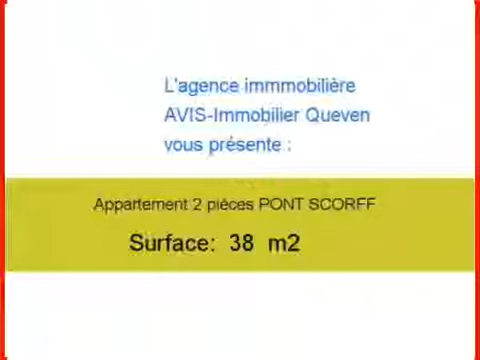 L'agence immmobilière
AVIS-Immobilier Queven
vous présente :
Appartement 2 pièces PONT SCORFF
Surface: 38 m2